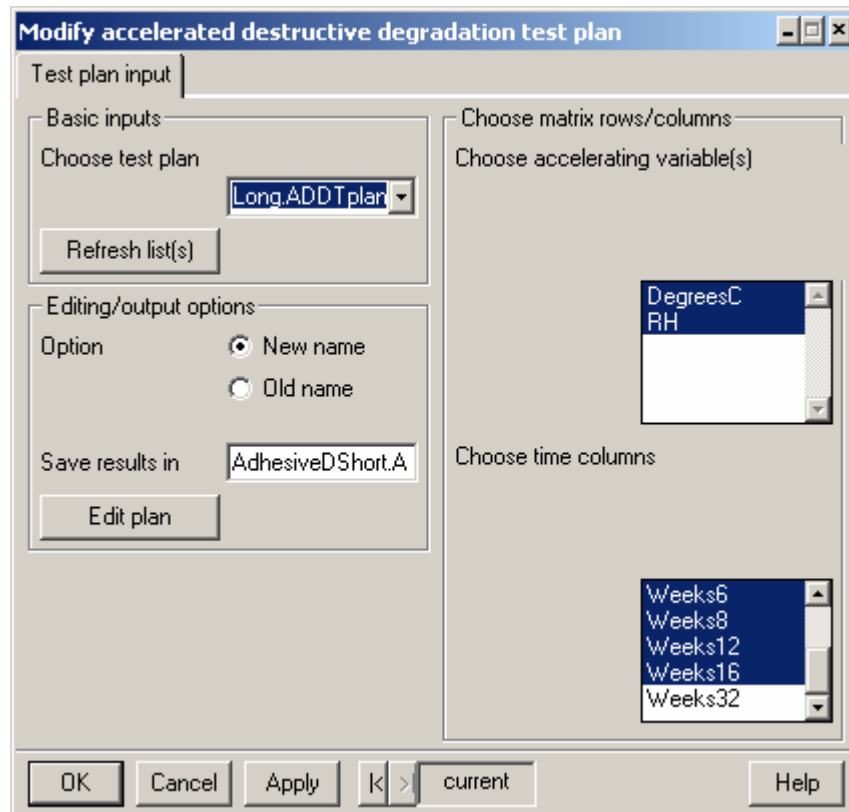 Modify accelerated destructive degradation test plan
Test plan input
Basic inputs
Choose test plan
Long.ADDTplan
Refresh list(s)
Editing/output options
Option
New name
Old name
Save results in
AdhesiveDShort.A
Edit plan
Choose matrix rows/columns
Choose accelerating variable(s)
DegreesC
RH
Choose time columns
Weeks6
Weeks8
Weeks12
Weeks16
Weeks32
OK
Cancel
Apply
current
Help